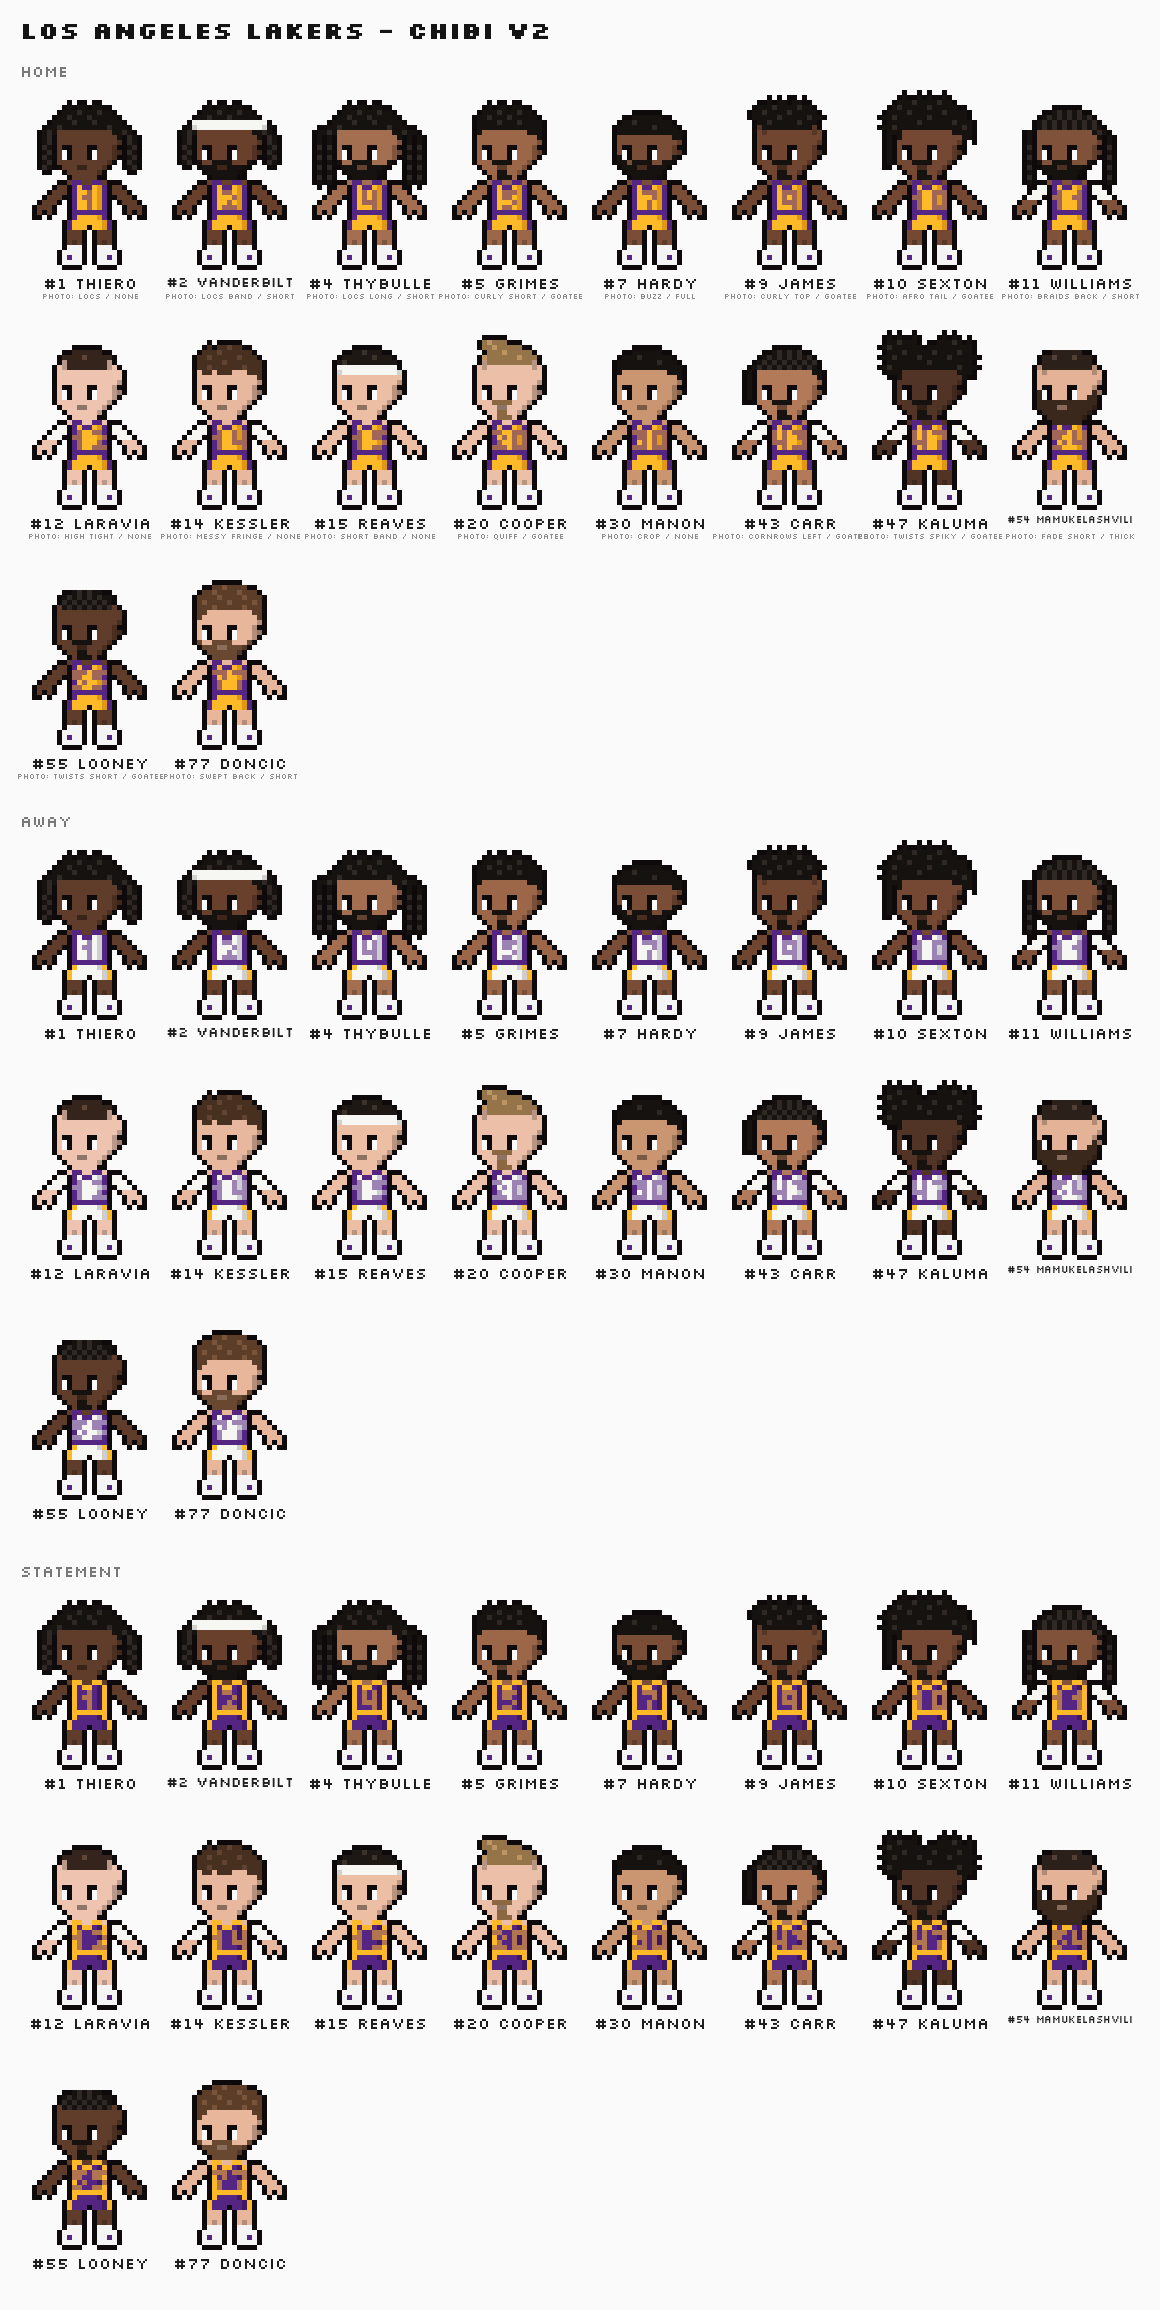 LOS ANGELES LAKERS - CHIBI V2
HOME
#1 THIERO #2 VANDERBILT #4 THYBULLE #5 GRIMES #7 HARDY #9 JAMES #10 SEXTON #11 WILLIAMS
PHOTO: LOCS / NONE PHOTO: LOCS BAND / SHORT PHOTO: LOCS LONG / SHORT PHOTO: CURLY SHORT / GOATEE PHOTO: BUZZ / FULL PHOTO: CURLY TOP / GOATEE PHOTO: AFRO TAIL / GOATEE PHOTO: BRAIDS BACK / SHORT
#12 LARAVIA #14 KESSLER #15 REAVES #20 COOPER #30 MANON #43 CARR #47 KALUMA #54 MAMUKELASHVILI
PHOTO: HIGH TIGHT / NONE PHOTO: MESSY FRINGE / NONE PHOTO: SHORT BAND / NONE PHOTO: QUIFF / GOATEE PHOTO: CROP / NONE PHOTO: CORNROWS LEFT / GOATEE PHOTO: TWISTS SPIKY / GOATEE PHOTO: FADE SHORT / THICK
#55 LOONEY #77 DONCIC
PHOTO: TWISTS SHORT / GOATEE PHOTO: SWEPT BACK / SHORT
AWAY
#1 THIERO #2 VANDERBILT #4 THYBULLE #5 GRIMES #7 HARDY #9 JAMES #10 SEXTON #11 WILLIAMS
#12 LARAVIA #14 KESSLER #15 REAVES #20 COOPER #30 MANON #43 CARR #47 KALUMA #54 MAMUKELASHVILI
#55 LOONEY #77 DONCIC
STATEMENT
#1 THIERO #2 VANDERBILT #4 THYBULLE #5 GRIMES #7 HARDY #9 JAMES #10 SEXTON #11 WILLIAMS
#12 LARAVIA #14 KESSLER #15 REAVES #20 COOPER #30 MANON #43 CARR #47 KALUMA #54 MAMUKELASHVILI
#55 LOONEY #77 DONCIC